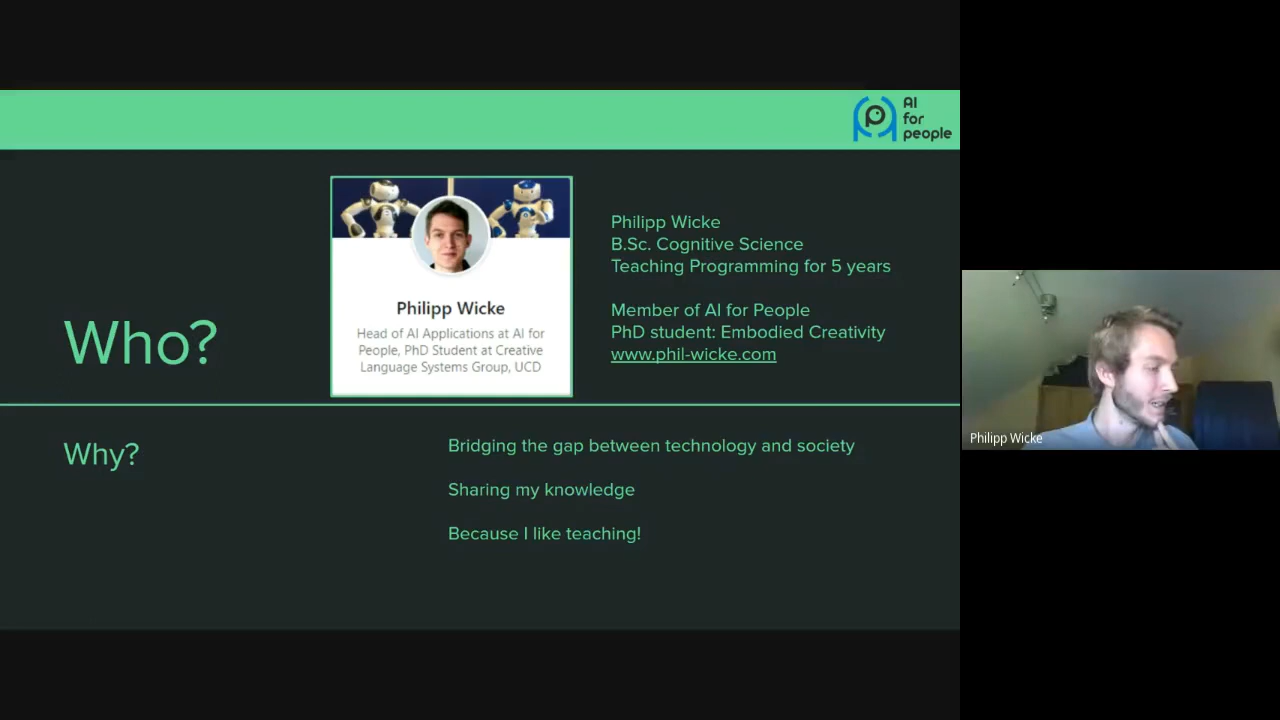 AI
for
people
Who?
Philipp Wicke
Head of AI Applications at AI for
People, PhD Student at Creative
Language Systems Group, UCD
Philipp Wicke
B.Sc. Cognitive Science
Teaching Programming for 5 years
Member of AI for People
PhD student: Embodied Creativity
www.phil-wicke.com
Why?
Bridging the gap between technology and society
Sharing my knowledge
Because I like teaching!
Philipp Wicke